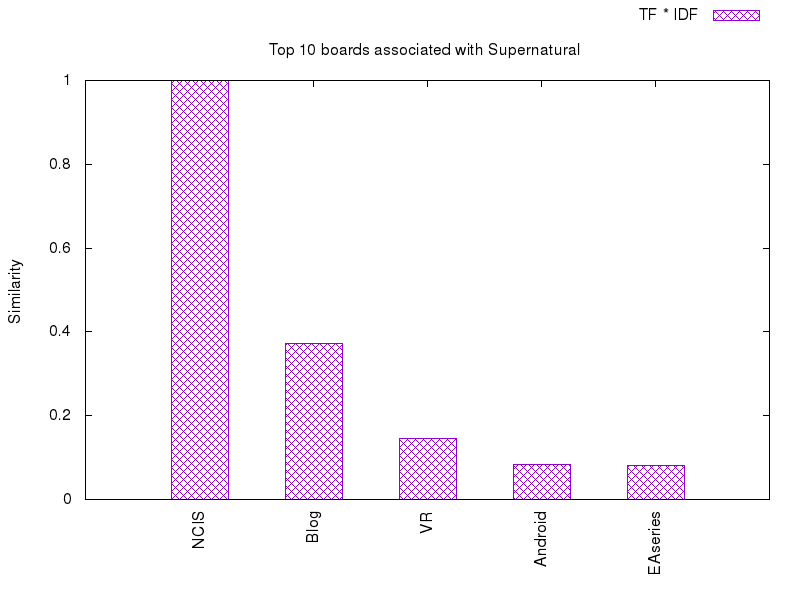 TF * IDF
Top 10 boards associated with Supernatural
1
0.8
0.6
0.4
0.2
0
Similarity
NCIS
Blog
VR
Android
EAseries